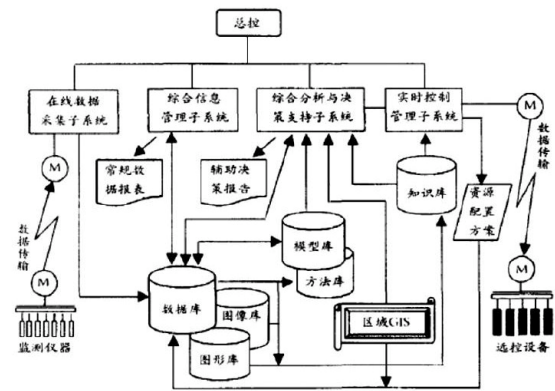 总控
在线数据
采集子系统
综合信息
管理子系统
综合分析与决
策支持子系统
实时控制
管理子系统
M
M
常规数
据报表
辅助决
策报告
知识库
资源
配置
方案
数据传输
数据传输
模型库
方法库
M
M
数据库
图像库
图形库
区域GIS
监测仪器
远控设备